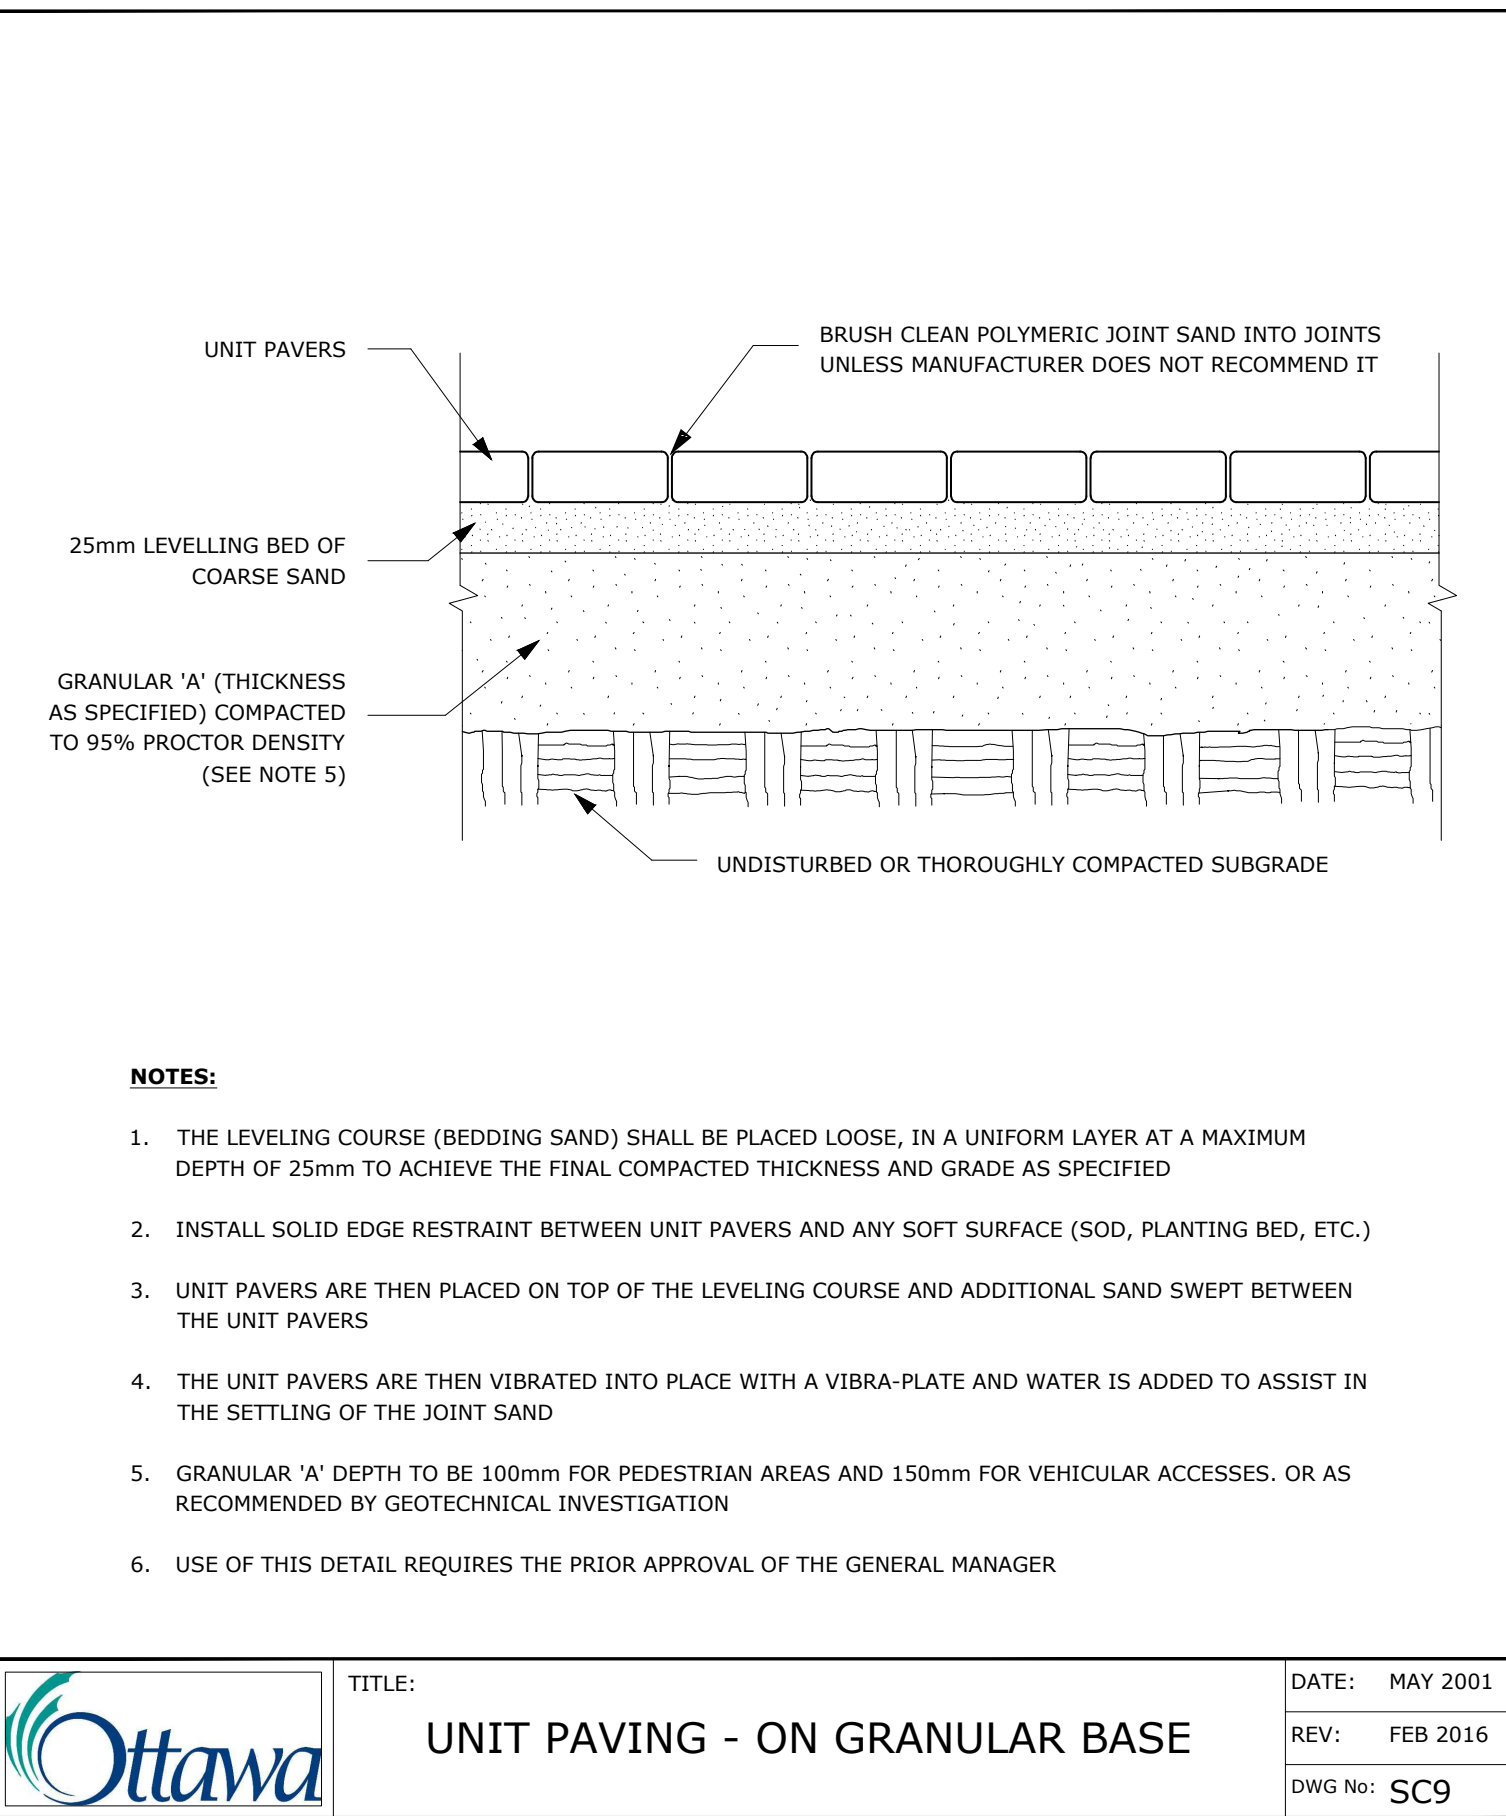 UNIT PAVERS
BRUSH CLEAN POLYMERIC JOINT SAND INTO JOINTS
UNLESS MANUFACTURER DOES NOT RECOMMEND IT
25mm LEVELLING BED OF
COARSE SAND
GRANULAR 'A' (THICKNESS
AS SPECIFIED) COMPACTED
TO 95% PROCTOR DENSITY
(SEE NOTE 5)
UNDISTURBED OR THOROUGHLY COMPACTED SUBGRADE
NOTES:
1. THE LEVELING COURSE (BEDDING SAND) SHALL BE PLACED LOOSE, IN A UNIFORM LAYER AT A MAXIMUM
DEPTH OF 25mm TO ACHIEVE THE FINAL COMPACTED THICKNESS AND GRADE AS SPECIFIED
2. INSTALL SOLID EDGE RESTRAINT BETWEEN UNIT PAVERS AND ANY SOFT SURFACE (SOD, PLANTING BED, ETC.)
3. UNIT PAVERS ARE THEN PLACED ON TOP OF THE LEVELING COURSE AND ADDITIONAL SAND SWEPT BETWEEN
THE UNIT PAVERS
4. THE UNIT PAVERS ARE THEN VIBRATED INTO PLACE WITH A VIBRA-PLATE AND WATER IS ADDED TO ASSIST IN
THE SETTLING OF THE JOINT SAND
5. GRANULAR 'A' DEPTH TO BE 100mm FOR PEDESTRIAN AREAS AND 150mm FOR VEHICULAR ACCESSES. OR AS
RECOMMENDED BY GEOTECHNICAL INVESTIGATION
6. USE OF THIS DETAIL REQUIRES THE PRIOR APPROVAL OF THE GENERAL MANAGER
Ottawa
TITLE:
UNIT PAVING - ON GRANULAR BASE
DATE: MAY 2001
REV: FEB 2016
DWG No: SC9